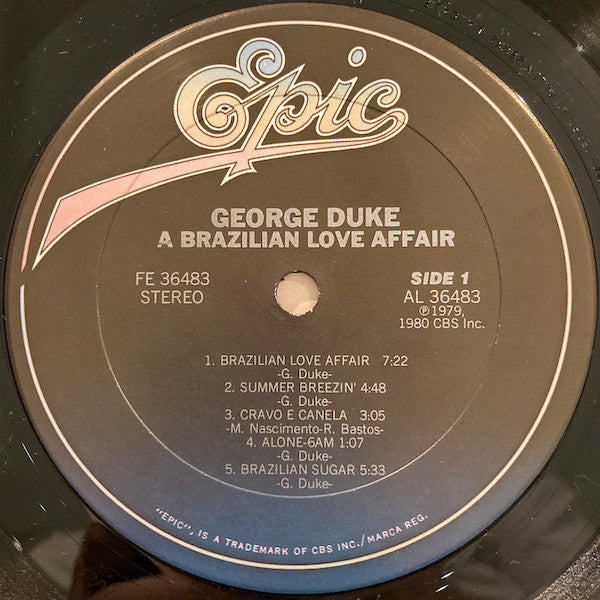 Epic
GEORGE DUKE
A BRAZILIAN LOVE AFFAIR
FE 36483
STEREO
SIDE 1
AL 36483
℗ 1979,
1980 CBS Inc.
1. BRAZILIAN LOVE AFFAIR 7:22
-G. Duke-
2. SUMMER BREEZIN' 4:48
-G. Duke-
3. CRAVO E CANELA 3:05
-M. Nascimento-R. Bastos-
4. ALONE-6AM 1:07
-G. Duke-
5. BRAZILIAN SUGAR 5:33
-G. Duke-
"EPIC", IS A TRADEMARK OF CBS INC./MARCA REG.